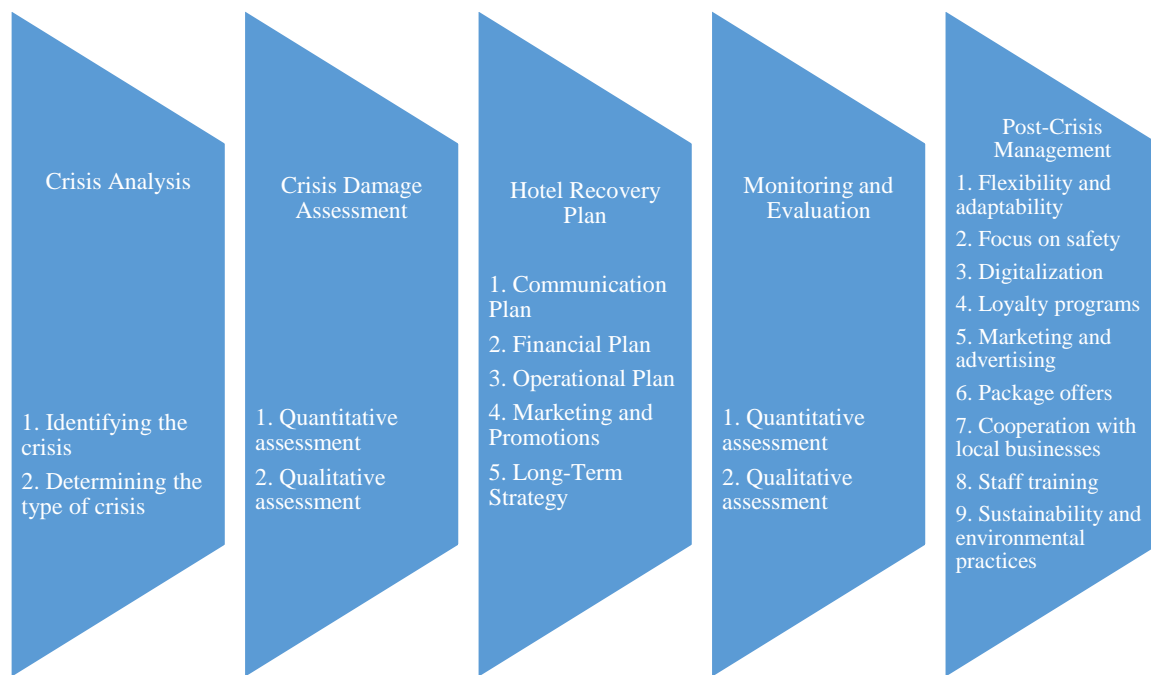 Crisis Analysis
1. Identifying the
crisis
2. Determining the
type of crisis
Crisis Damage
Assessment
1. Quantitative
assessment
2. Qualitative
assessment
Hotel Recovery
Plan
1. Communication
Plan
2. Financial Plan
3. Operational Plan
4. Marketing and
Promotions
5. Long-Term
Strategy
Monitoring and
Evaluation
1. Quantitative
assessment
2. Qualitative
assessment
Post-Crisis
Management
1. Flexibility and
adaptability
2. Focus on safety
3. Digitalization
4. Loyalty programs
5. Marketing and
advertising
6. Package offers
7. Cooperation with
local businesses
8. Staff training
9. Sustainability and
environmental
practices